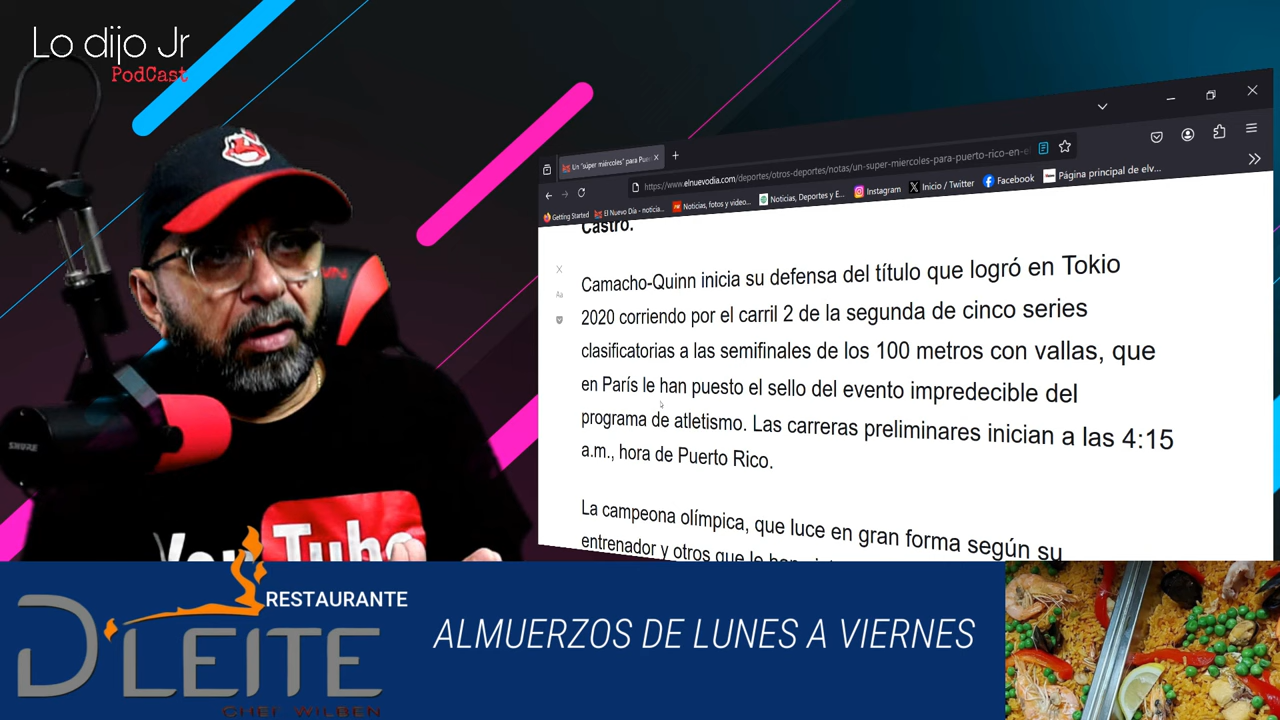 Lo dijo Jr
PodCast
Un "súper miércoles" para Pue
https://www.elnuevodia.com/deportes/otros-deportes/notas/un-super-miercoles-para-puerto-rico-en-el
Getting Started
El Nuevo Día - noticia...
Noticias, fotos y video...
Noticias, Deportes y E...
Instagram
Inicio / Twitter
Facebook
Página principal de elv...
Castro.
Camacho-Quinn inicia su defensa del título que logró en Tokio
2020 corriendo por el carril 2 de la segunda de cinco series
clasificatorias a las semifinales de los 100 metros con vallas, que
en París le han puesto el sello del evento impredecible del
programa de atletismo. Las carreras preliminares inician a las 4:15
a.m., hora de Puerto Rico.
La campeona olímpica, que luce en gran forma según su
entrenador y otros que
SHURE
YouTube
RESTAURANTE
D'LEITE
CHEF WILBEN
ALMUERZOS DE LUNES A VIERNES